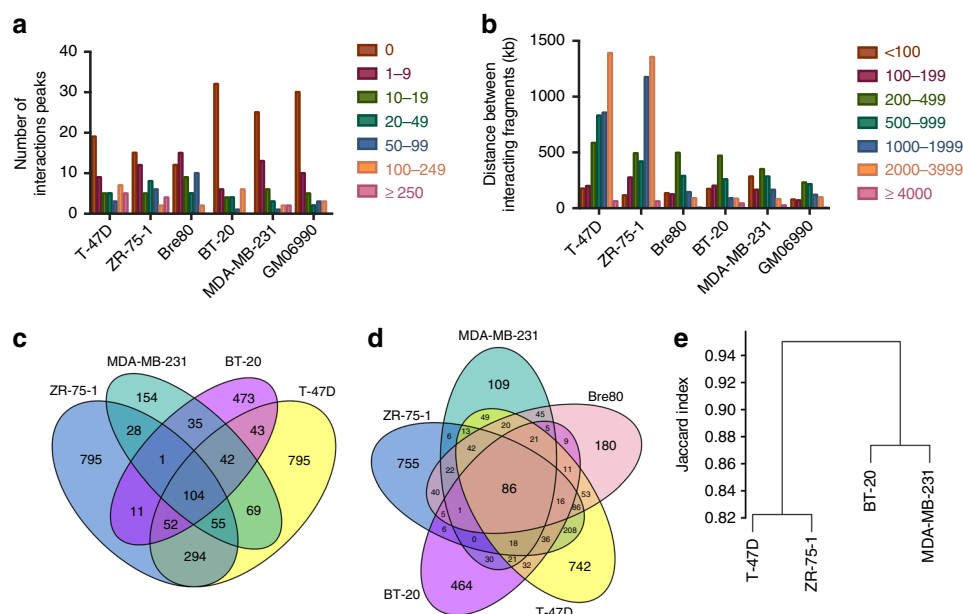 a
Number of
interactions peaks
40
30
20
10
0
T-47D
ZR-75-1
Bre80
BT-20
MDA-MB-231
GM06990
0
1–9
10–19
20–49
50–99
100–249
≥ 250
b
Distance between
interacting fragments (kb)
1500
1000
500
0
T-47D
ZR-75-1
Bre80
BT-20
MDA-MB-231
GM06990
<100
100–199
200–499
500–999
1000–1999
2000–3999
≥ 4000
c
MDA-MB-231
BT-20
ZR-75-1
T-47D
154
473
28
35
43
795
1
42
795
104
11
52
55
69
294
d
MDA-MB-231
Bre80
ZR-75-1
BT-20
T-47D
109
49
45
20
5
6
13
21
9
180
42
755
22
11
40
86
53
16
86
5
1
208
6
0
18
36
30
21
32
464
742
e
Jaccard index
0.94
0.92
0.90
0.88
0.86
0.84
0.82
T-47D
ZR-75-1
BT-20
MDA-MB-231